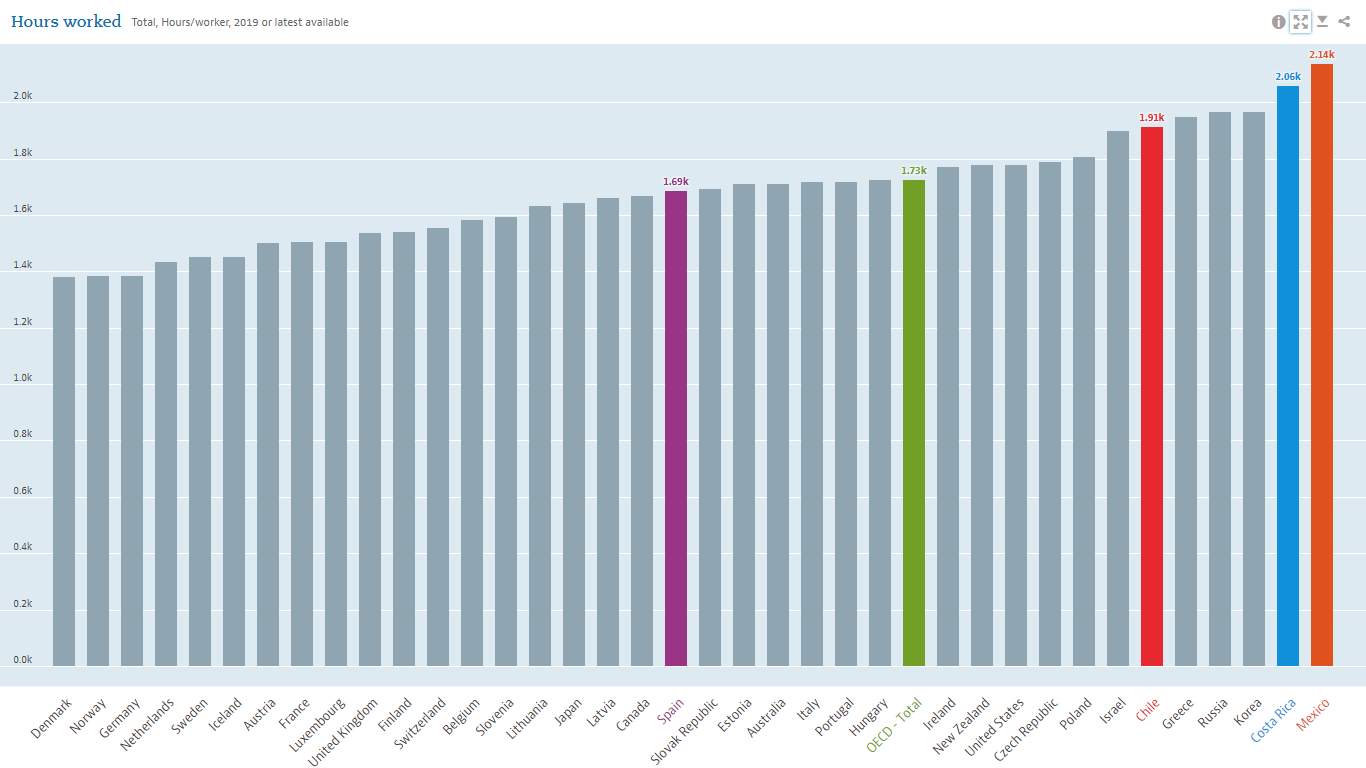 Hours worked Total, Hours/worker, 2019 or latest available
2.14k
2.06k
2.0k
1.91k
1.8k
1.73k
1.69k
1.6k
1.4k
1.2k
1.0k
0.8k
0.6k
0.4k
0.2k
0.0k
Denmark
Norway
Germany
Netherlands
Sweden
Iceland
Austria
France
Luxembourg
United Kingdom
Finland
Switzerland
Belgium
Slovenia
Lithuania
Japan
Latvia
Canada
Spain
Slovak Republic
Estonia
Australia
Italy
Portugal
Hungary
OECD - Total
Ireland
New Zealand
United States
Czech Republic
Poland
Israel
Chile
Greece
Russia
Korea
Costa Rica
Mexico